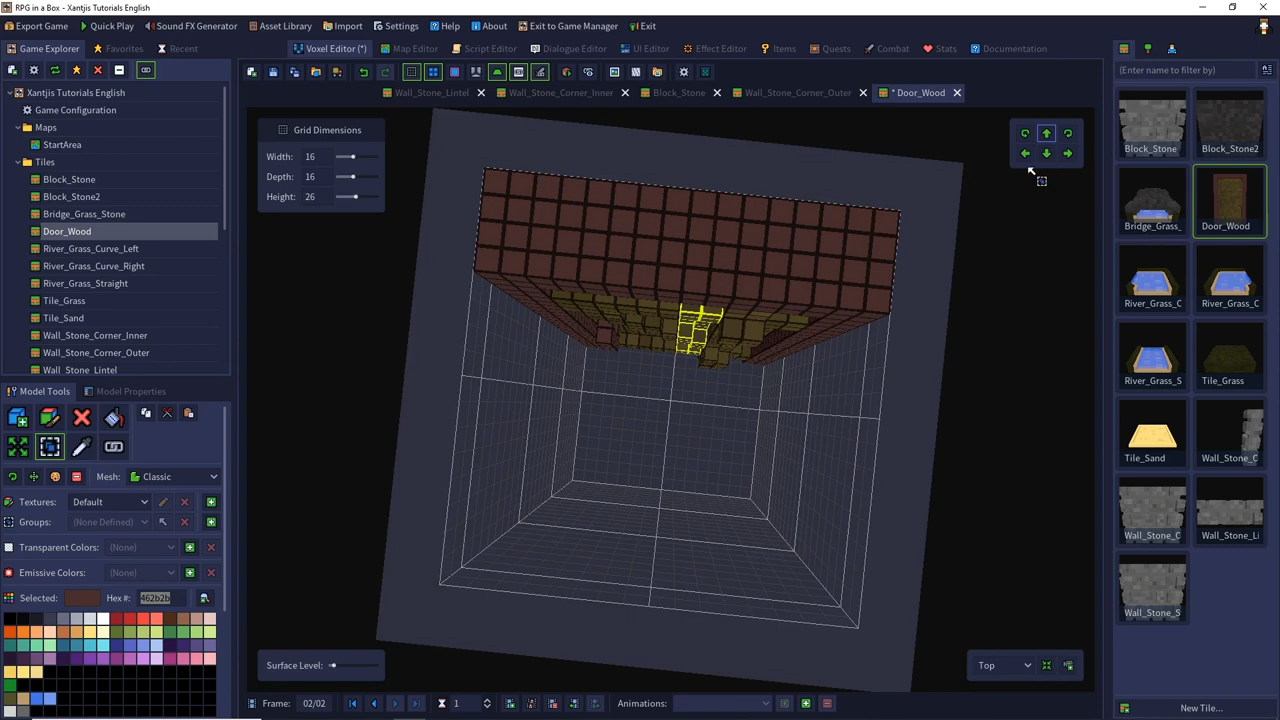 RPG in a Box - Xantjis Tutorials English
Export Game Quick Play Sound FX Generator Asset Library Import Settings Help About Exit to Game Manager Exit
Game Explorer Favorites Recent Voxel Editor (*) Map Editor Script Editor Dialogue Editor UI Editor Effect Editor Items Quests Combat Stats Documentation
(Enter name to filter by)
Xantjis Tutorials English
Game Configuration
Maps
StartArea
Tiles
Block_Stone
Block_Stone2
Bridge_Grass_Stone
Door_Wood
River_Grass_Curve_Left
River_Grass_Curve_Right
River_Grass_Straight
Tile_Grass
Tile_Sand
Wall_Stone_Corner_Inner
Wall_Stone_Corner_Outer
Wall_Stone_Lintel
Wall_Stone_Lintel Wall_Stone_Corner_Inner Block_Stone Wall_Stone_Corner_Outer * Door_Wood
Grid Dimensions
Width: 16
Depth: 16
Height: 26
Block_Stone Block_Stone2
Bridge_Grass_ Door_Wood
River_Grass_C River_Grass_C
River_Grass_S Tile_Grass
Tile_Sand Wall_Stone_C
Wall_Stone_C Wall_Stone_Li
Wall_Stone_S
Model Tools Model Properties
Mesh: Classic
Textures: Default
Groups: (None Defined)
Transparent Colors: (None)
Emissive Colors: (None)
Selected: Hex #: 462b2b
Surface Level:
Top
Frame: 02/02 1 Animations:
New Tile...